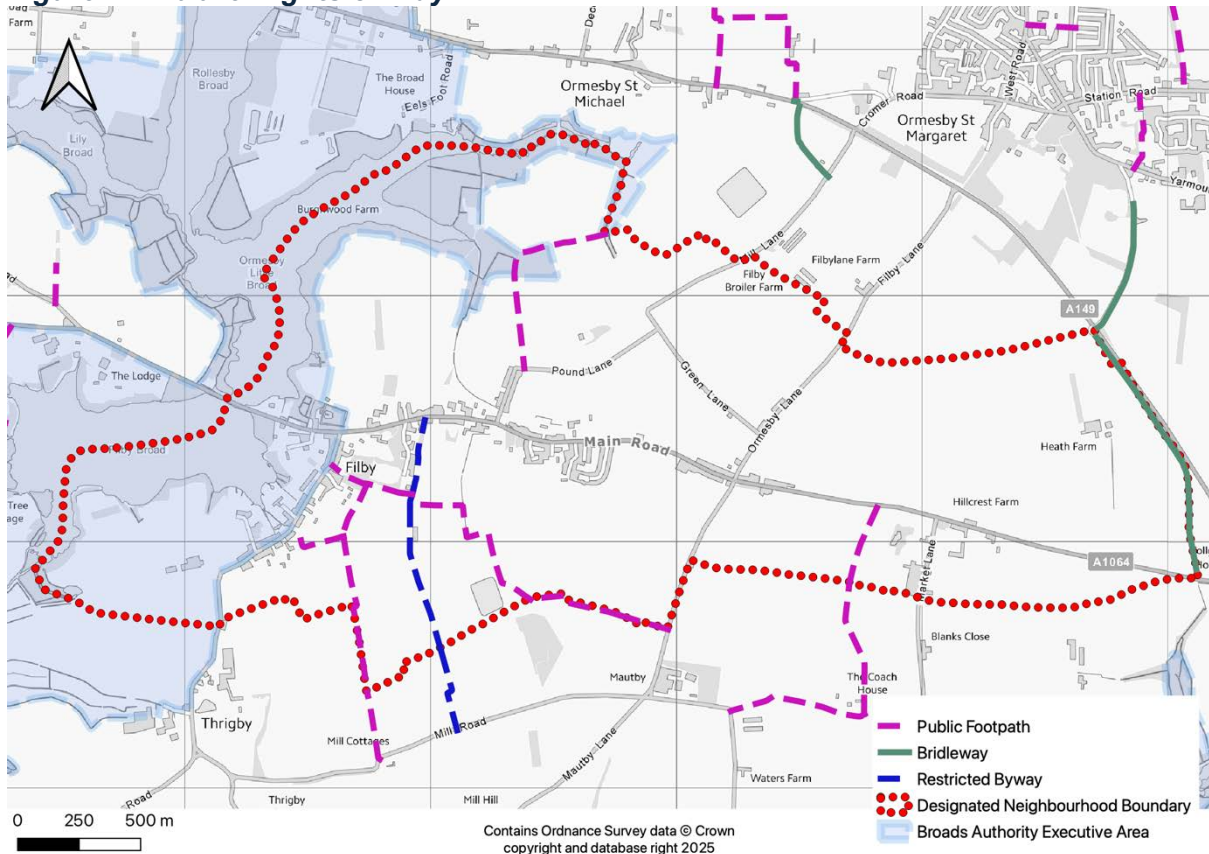 Farm
Rollesby
Broad
The Broad
House
Eels Foot Road
Ormesby St
Michael
West Road
Station Road
Cromer Road
Ormesby St
Margaret
Lily
Broad
Yarmou
Burghwood Farm
Ormesby
Little
Broad
Mill Lane
Filby
Broiler Farm
Filbylane Farm
Filby Lane
A149
The Lodge
Pound Lane
Green Lane
Ormesby Lane
Heath Farm
Main Road
Filby Broad
Filby
Tree
Hillcrest Farm
A1064
Blanks Close
Mautby
The Coach
House
Thrigby
Mill Cottages
Mill Road
Mautby Lane
Waters Farm
Road
Thrigby
Mill Hill
Public Footpath
Bridleway
Restricted Byway
Designated Neighbourhood Boundary
Broads Authority Executive Area
0 250 500 m
Contains Ordnance Survey data © Crown
copyright and database right 2025